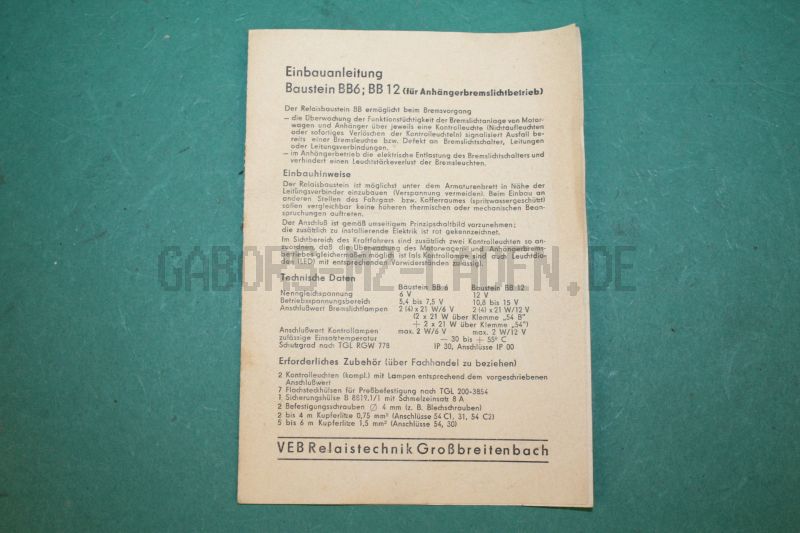 Einbauanleitung
Baustein BB6; BB 12 (für Anhängerbremslichtbetrieb)
Der Relaisbaustein BB ermöglicht beim Bremsvorgang
— die Überwachung der Funktionstüchtigkeit der Bremslichtanlage von Motor-
wagen und Anhänger über jeweils eine Kontrolleuchte (Nichtaufleuchten
oder sofortiges Verlöschen der Kontrolleuchte/n) signalisiert Ausfall be-
reits einer Bremsleuchte bzw. Defekt an Bremslichtschalter, Leitungen
oder Leitungsverbindungen.
— im Anhängerbetrieb die elektrische Entlastung des Bremslichtschalters und
verhindert einen Leuchtstärkeverlust der Bremsleuchten.
Einbauhinweise
Der Relaisbaustein ist möglichst unter dem Armaturenbrett in Nähe der
Leitungsverbinder einzubauen (Verspannung vermeiden). Beim Einbau an
anderen Stellen des Fahrgast- bzw. Kofferraumes (spritzwassergeschützt)
sollen vergleichbar keine höheren thermischen oder mechanischen Bean-
spruchungen auftreten.
Der Anschluß ist gemäß umseitigem Prinzipschaltbild vorzunehmen;
die zusätzlich zu installierende Elektrik ist rot gekennzeichnet.
Im Sichtbereich des Kraftfahrers sind zusätzlich zwei Kontrolleuchten so an-
zuordnen, daß die Überwachung des Motorwagen- und Anhängerbrems-
betriebes gleichermaßen möglich ist (als Kontrollorgane sind auch Leuchtdio-
den (LED) mit entsprechenden Vorwiderständen zulässig).
GABORS-MZ-LADEN.DE
Technische Daten
Baustein BB 6 Baustein BB 12
Nenngleichspannung 6 V 12 V
Betriebsspannungsbereich 5,4 bis 7,5 V 10,8 bis 15 V
Anschlußwert Bremslichtlampen 2 (4) x 21 W/6 V 2 (4) x 21 W/12 V
(2 x 21 W über Klemme „54 B"
+ 2 x 21 W über Klemme „54")
Anschlußwert Kontrollampen max. 2 W/6 V max. 2 W/12 V
zulässige Einsatztemperatur — 30 bis + 55° C
Schutzgrad nach TGL RGW 778 IP 30, Anschlüsse IP 00
Erforderliches Zubehör (über Fachhandel zu beziehen)
2 Kontrolleuchten (kompl.) mit Lampen entsprechend dem vorgeschriebenen
Anschlußwert
7 Flachsteckhülsen für Preßbefestigung nach TGL 200-3854
1 Sicherungshülse B 8819.1/1 mit Schmelzeinsatz 8 A
2 Befestigungsschrauben ∅ 4 mm (z. B. Blechschrauben)
2 bis 4 m Kupferlitze 0,75 mm² (Anschlüsse 54 C1, 31, 54 C2)
5 bis 6 m Kupferlitze 1,5 mm² (Anschlüsse 54, 30)
VEB Relaistechnik Großbreitenbach